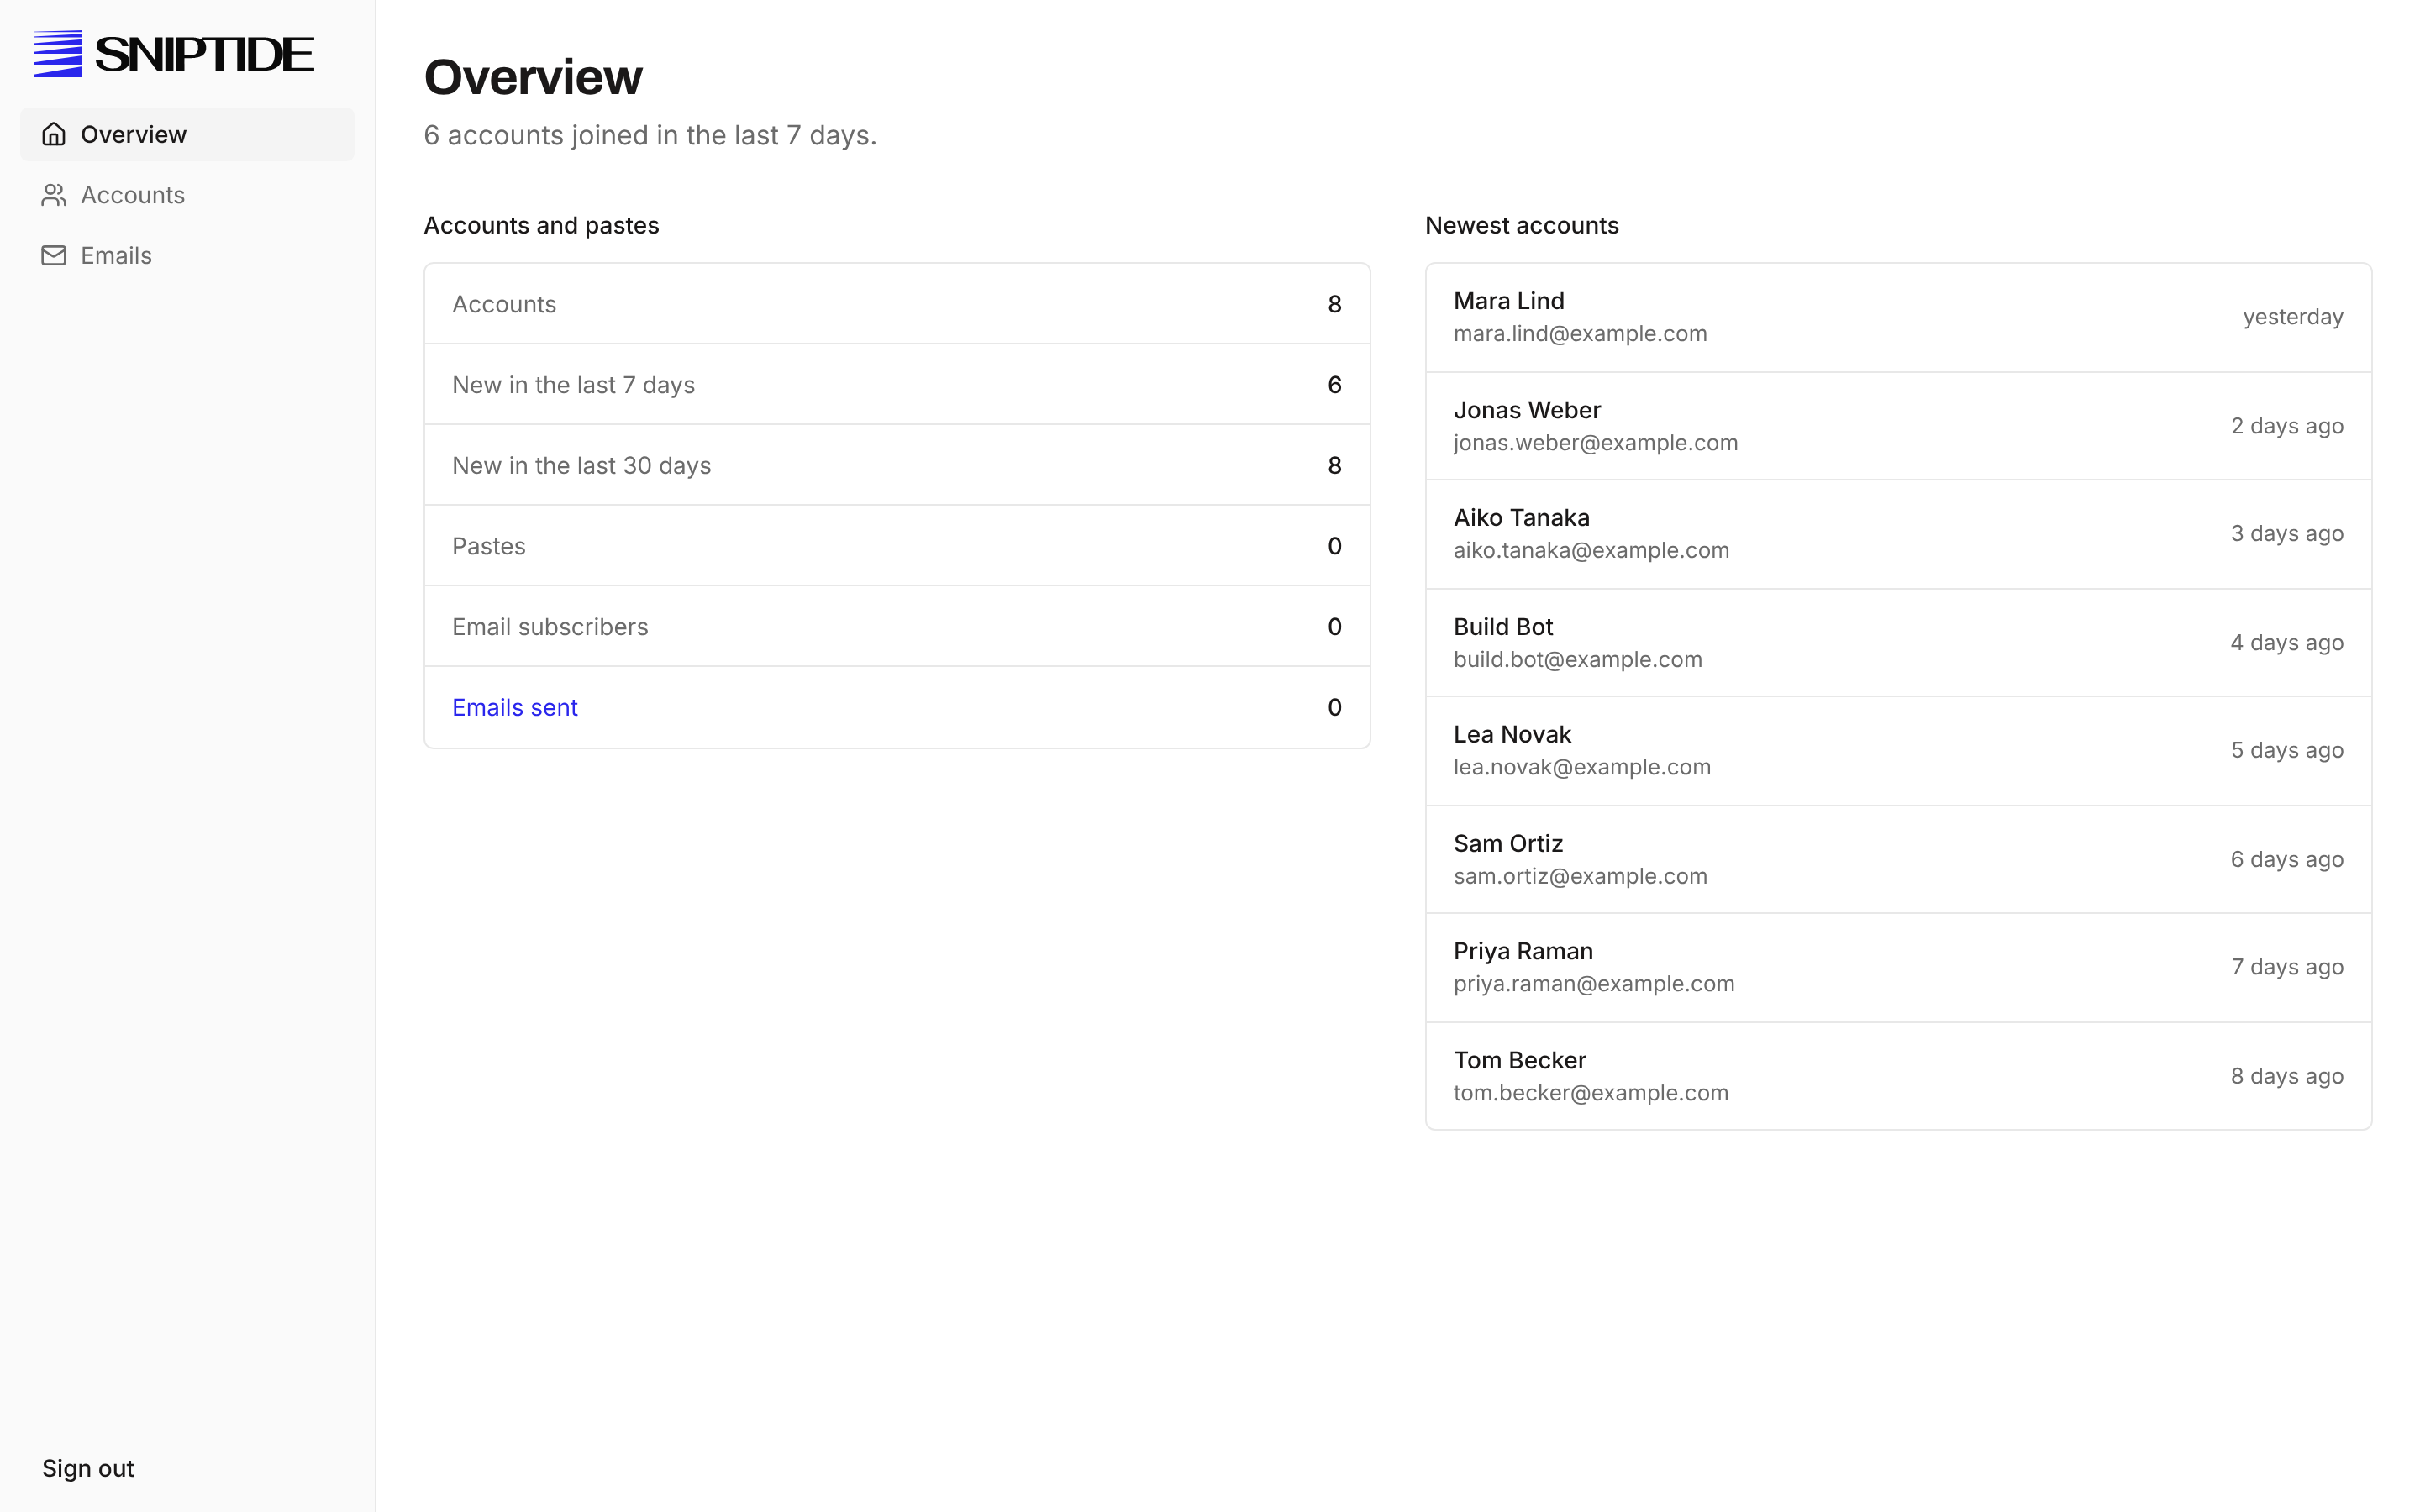 SNIPTIDE
Overview
Accounts
Emails
Sign out
Overview
6 accounts joined in the last 7 days.
Accounts and pastes
Accounts 8
New in the last 7 days 6
New in the last 30 days 8
Pastes 0
Email subscribers 0
Emails sent 0
Newest accounts
Mara Lind
mara.lind@example.com
yesterday
Jonas Weber
jonas.weber@example.com
2 days ago
Aiko Tanaka
aiko.tanaka@example.com
3 days ago
Build Bot
build.bot@example.com
4 days ago
Lea Novak
lea.novak@example.com
5 days ago
Sam Ortiz
sam.ortiz@example.com
6 days ago
Priya Raman
priya.raman@example.com
7 days ago
Tom Becker
tom.becker@example.com
8 days ago